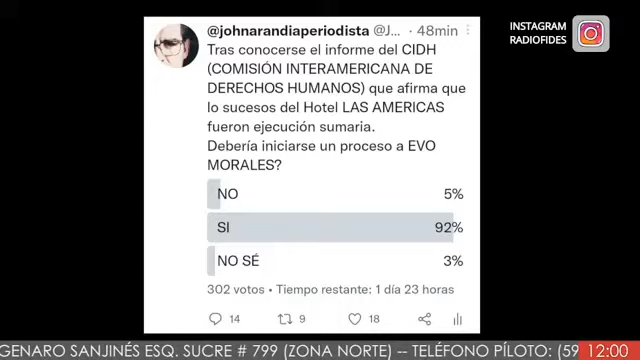 INSTAGRAM
RADIOFIDES
@johnarandiaperiodista @J... · 48min
Tras conocerse el informe del CIDH
(COMISIÓN INTERAMERICANA DE
DERECHOS HUMANOS) que afirma que
lo sucesos del Hotel LAS AMERICAS
fueron ejecución sumaria.
Debería iniciarse un proceso a EVO
MORALES?
NO 5%
SI 92%
NO SÉ 3%
302 votos • Tiempo restante: 1 día 23 horas
14 9 18
GENARO SANJINÉS ESQ. SUCRE # 799 (ZONA NORTE) -- TELÉFONO PÍLOTO: (59 12:00